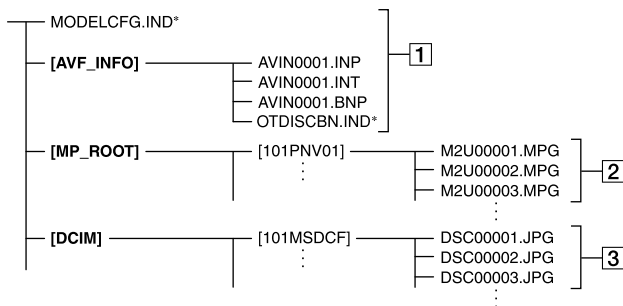 MODELCFG.IND*
1
[AVF_INFO] AVIN0001.INP
AVIN0001.INT
AVIN0001.BNP
OTDISCBN.IND*
[MP_ROOT] [101PNV01] M2U00001.MPG
M2U00002.MPG
2
M2U00003.MPG
[DCIM] [101MSDCF] DSC00001.JPG
DSC00002.JPG
3
DSC00003.JPG